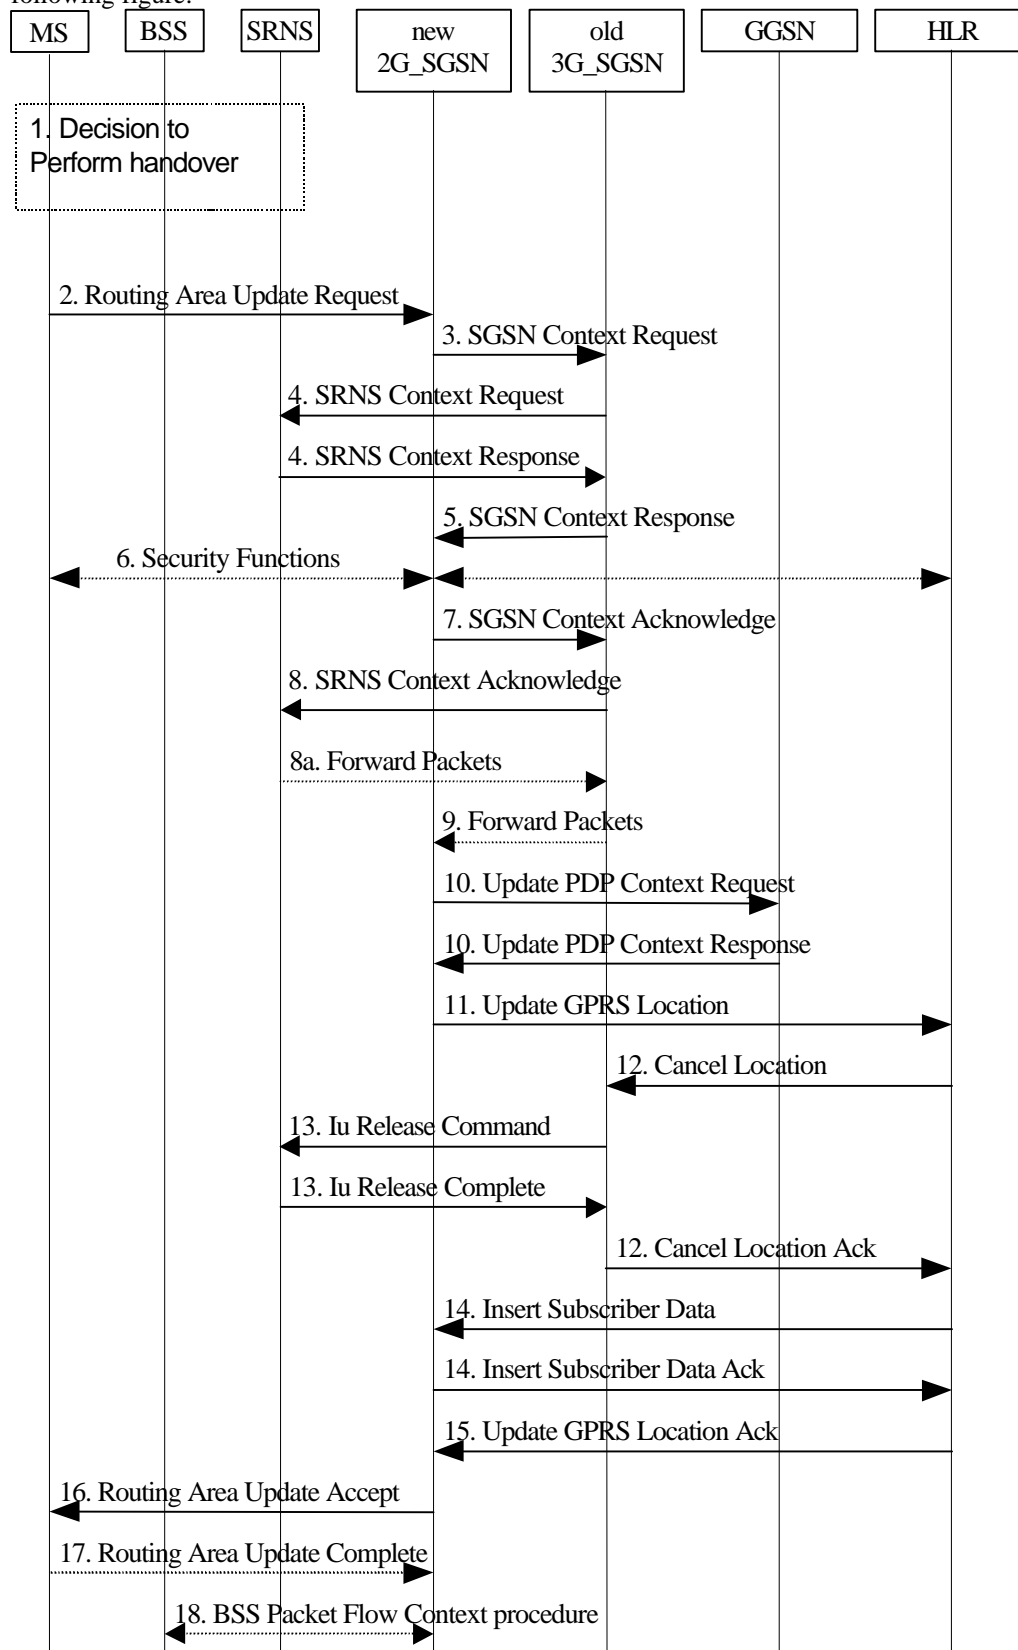 following figure.
MS BSS SRNS new 2G_SGSN old 3G_SGSN GGSN HLR
1. Decision to
Perform handover
2. Routing Area Update Request
3. SGSN Context Request
4. SRNS Context Request
4. SRNS Context Response
5. SGSN Context Response
6. Security Functions
7. SGSN Context Acknowledge
8. SRNS Context Acknowledge
8a. Forward Packets
9. Forward Packets
10. Update PDP Context Request
10. Update PDP Context Response
11. Update GPRS Location
12. Cancel Location
13. Iu Release Command
13. Iu Release Complete
12. Cancel Location Ack
14. Insert Subscriber Data
14. Insert Subscriber Data Ack
15. Update GPRS Location Ack
16. Routing Area Update Accept
17. Routing Area Update Complete
18. BSS Packet Flow Context procedure